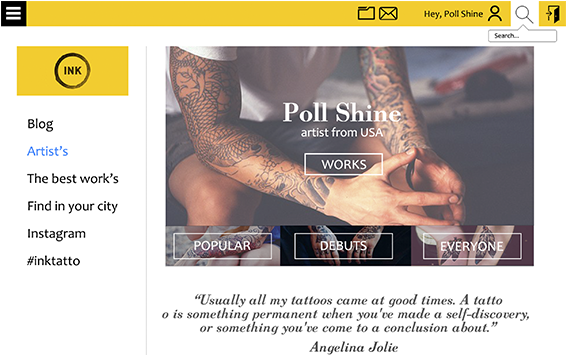 Hey, Poll Shine
Search...
INK
Blog
Artist's
The best work's
Find in your city
Instagram
#inktatto
Poll Shine
artist from USA
WORKS
POPULAR
DEBUTS
EVERYONE
“Usually all my tattoos came at good times. A tatto
o is something permanent when you've made a self-discovery,
or something you've come to a conclusion about.”
Angelina Jolie